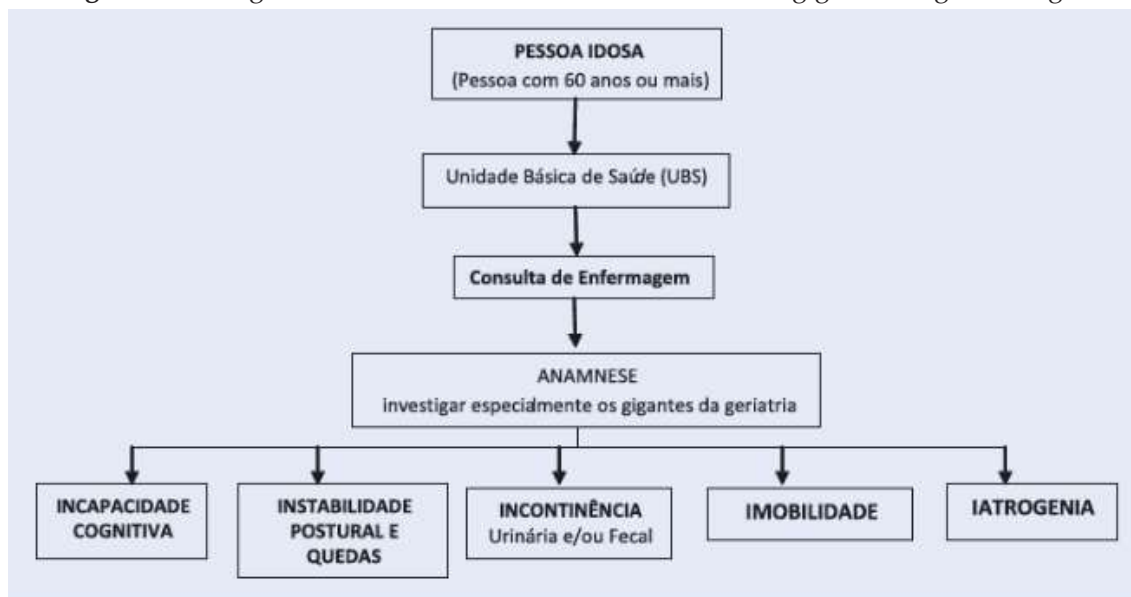 PESSOA IDOSA
(Pessoa com 60 anos ou mais)
Unidade Básica de Saúde (UBS)
Consulta de Enfermagem
ANAMNESE
investigar especialmente os gigantes da geriatria
INCAPACIDADE
COGNITIVA
INSTABILIDADE
POSTURAL E
QUEDAS
INCONTINÊNCIA
Urinária e/ou Fecal
IMOBILIDADE
IATROGENIA